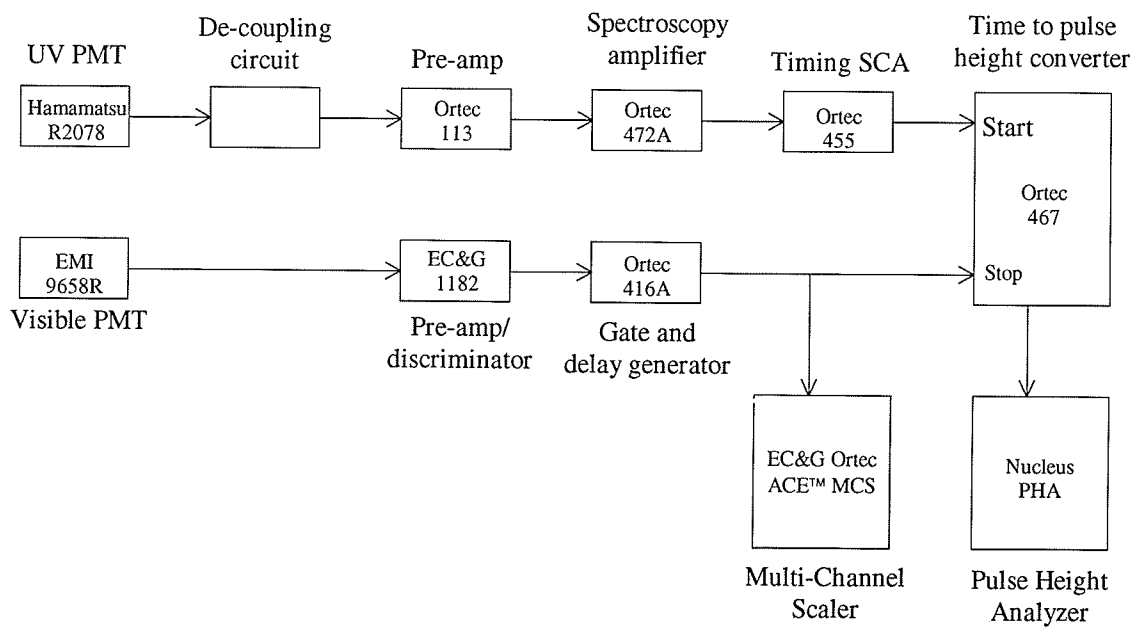 UV PMT
De-coupling
circuit
Pre-amp
Spectroscopy
amplifier
Timing SCA
Time to pulse
height converter
Hamamatsu
R2078
Ortec
113
Ortec
472A
Ortec
455
Start
Ortec
467
Stop
EMI
9658R
Visible PMT
EC&G
1182
Pre-amp/
discriminator
Ortec
416A
Gate and
delay generator
EC&G Ortec
ACE™ MCS
Multi-Channel
Scaler
Nucleus
PHA
Pulse Height
Analyzer